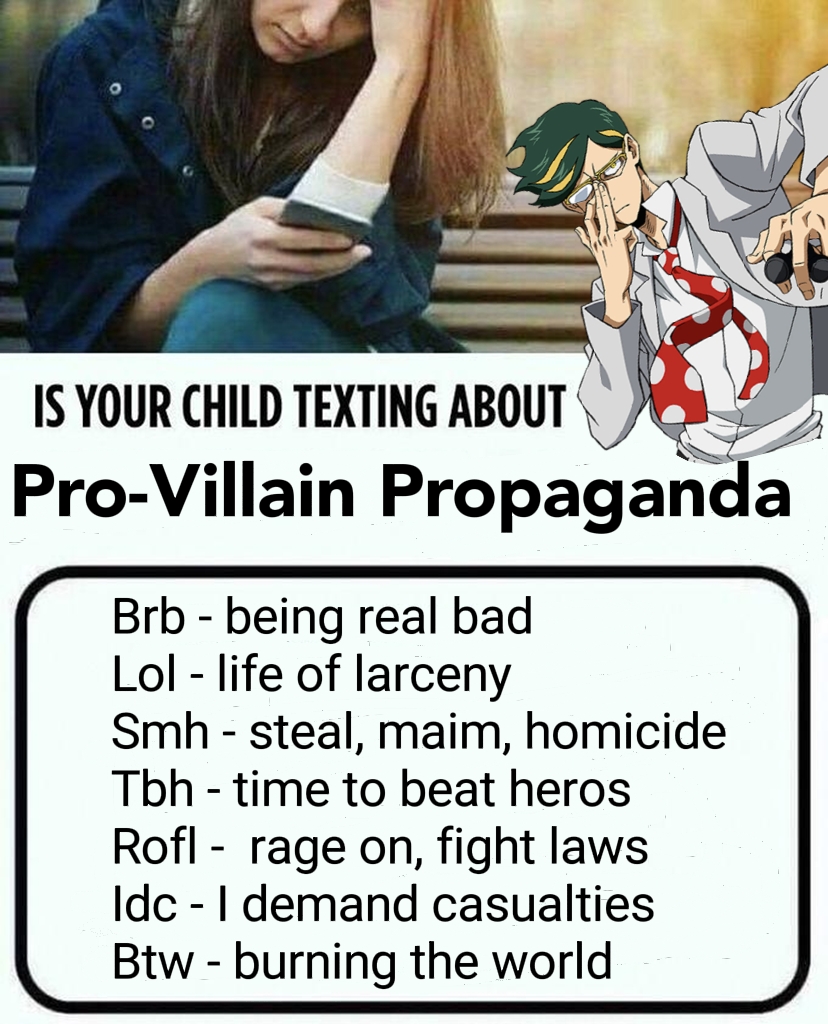 IS YOUR CHILD TEXTING ABOUT
Pro-Villain Propaganda
Brb - being real bad
Lol - life of larceny
Smh - steal, maim, homicide
Tbh - time to beat heros
Rofl -  rage on, fight laws
Idc - I demand casualties
Btw - burning the world